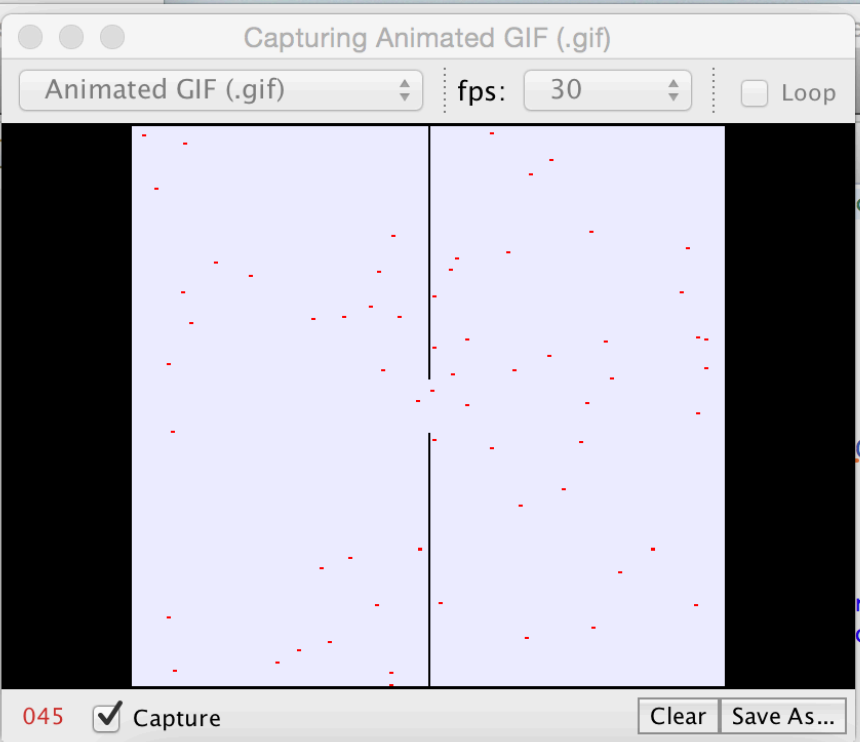 Capturing Animated GIF (.gif)
Animated GIF (.gif) fps: 30 Loop
045 Capture Clear Save As...